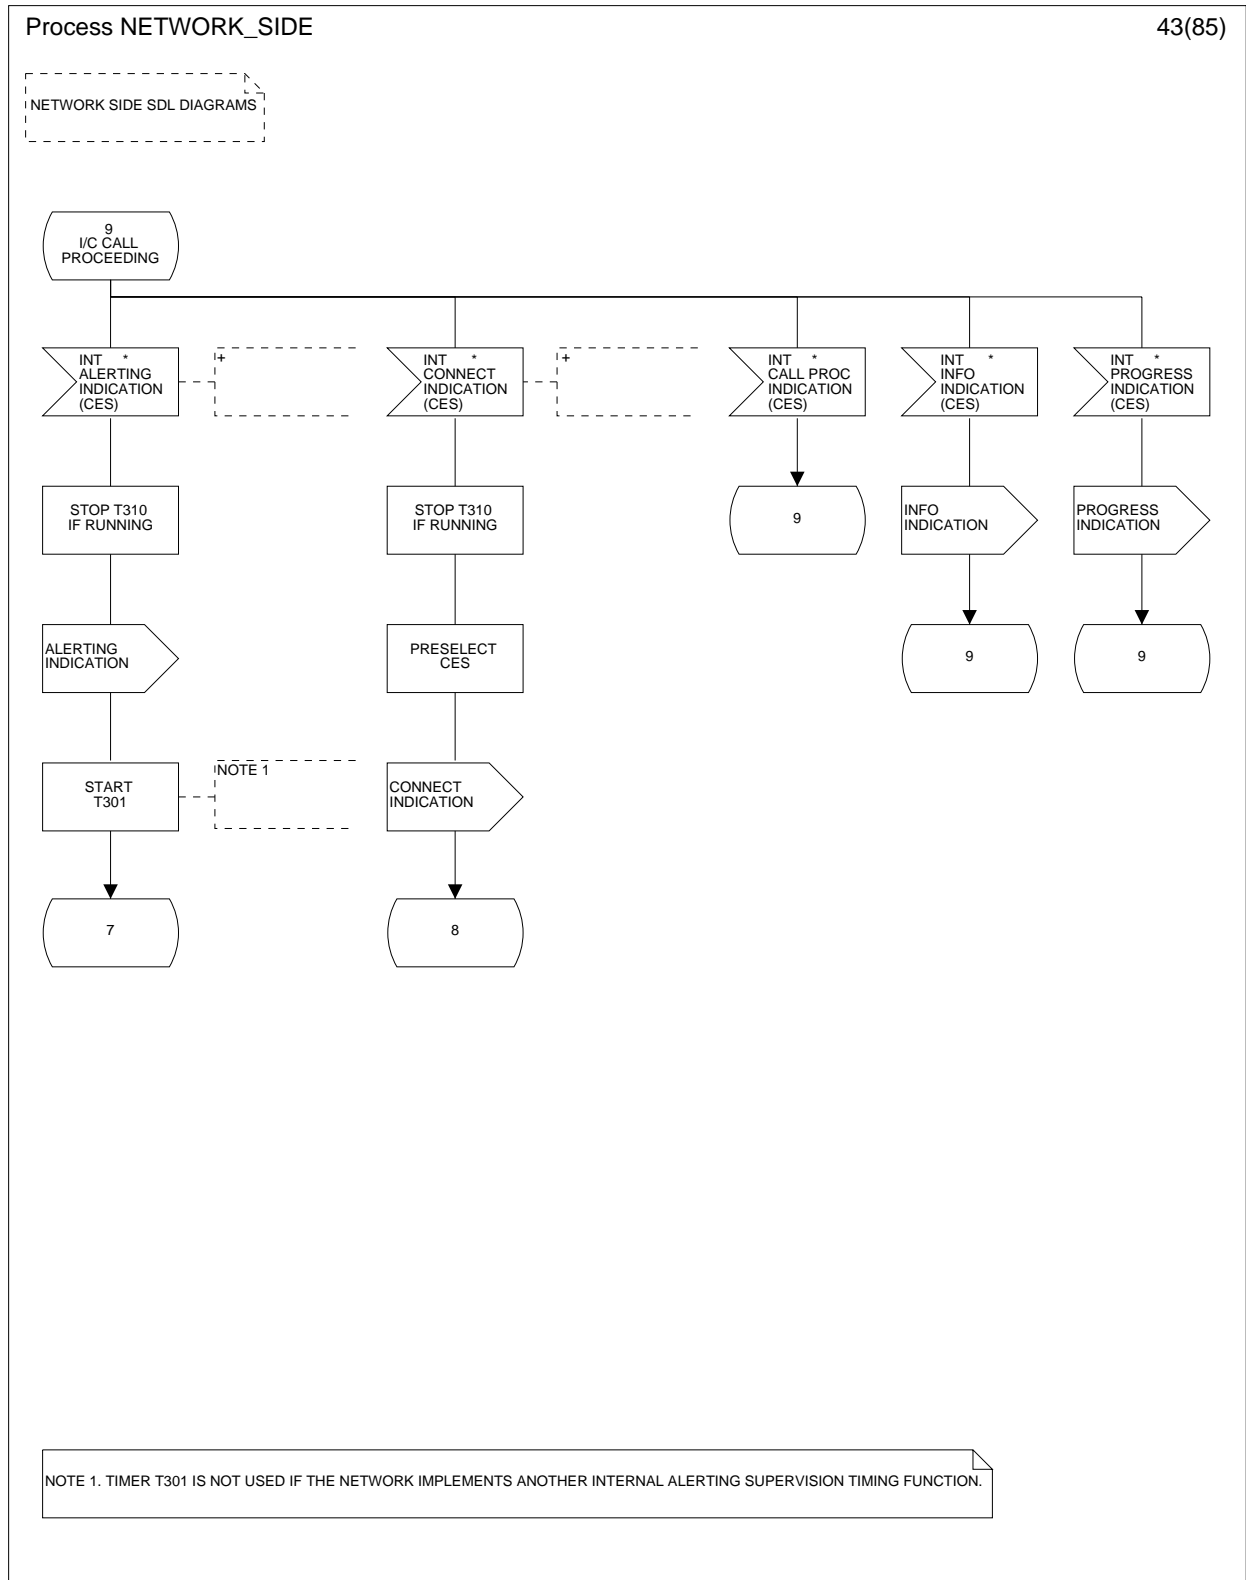 Process NETWORK_SIDE
43(85)
NETWORK SIDE SDL DIAGRAMS
9
I/C CALL
PROCEEDING
INT *
ALERTING
INDICATION
(CES)
+
INT *
CONNECT
INDICATION
(CES)
+
INT *
CALL PROC
INDICATION
(CES)
INT *
INFO
INDICATION
(CES)
INT *
PROGRESS
INDICATION
(CES)
STOP T310
IF RUNNING
STOP T310
IF RUNNING
9
INFO
INDICATION
PROGRESS
INDICATION
ALERTING
INDICATION
PRESELECT
CES
9
9
START
T301
NOTE 1
CONNECT
INDICATION
7
8
NOTE 1. TIMER T301 IS NOT USED IF THE NETWORK IMPLEMENTS ANOTHER INTERNAL ALERTING SUPERVISION TIMING FUNCTION.